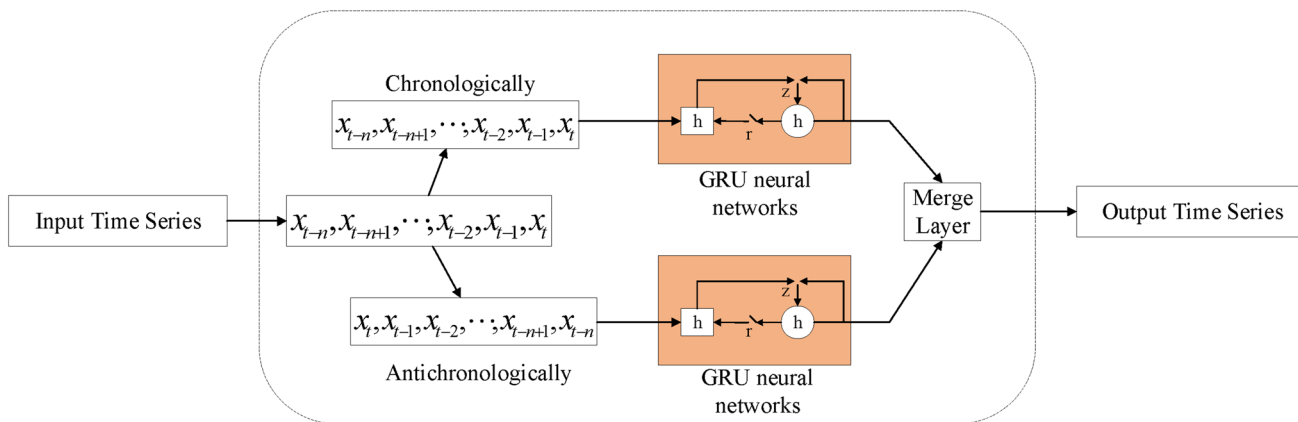 Chronologically
x_{t-n}, x_{t-n+1}, ⋯, x_{t-2}, x_{t-1}, x_t
z
h
r
h
GRU neural
networks
Input Time Series
x_{t-n}, x_{t-n+1}, ⋯, x_{t-2}, x_{t-1}, x_t
Merge
Layer
Output Time Series
x_t, x_{t-1}, x_{t-2}, ⋯, x_{t-n+1}, x_{t-n}
Antichronologically
z
h
r
h
GRU neural
networks